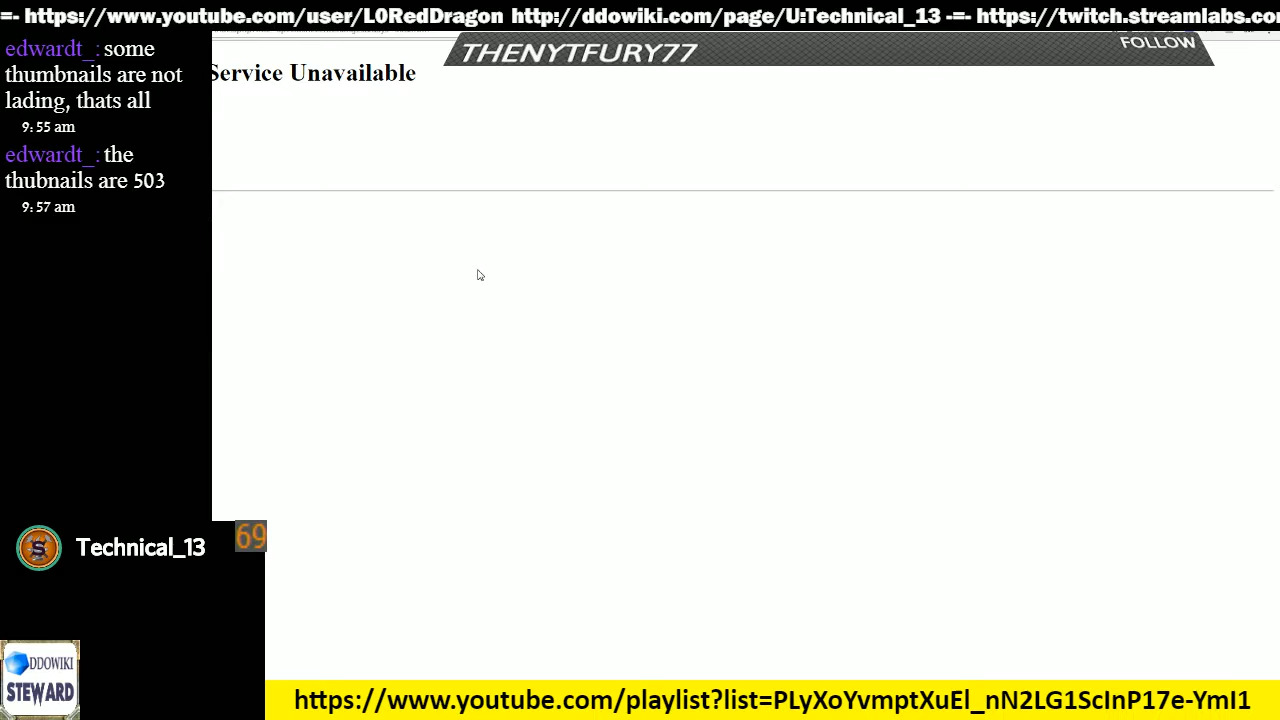 =- https://www.youtube.com/user/L0RedDragon http://ddowiki.com/page/U:Technical_13 -=- https://twitch.streamlabs.co
edwardt_: some
thumbnails are not
lading, thats all
9:55 am
edwardt_: the
thubnails are 503
9:57 am
THENYTFURY77
FOLLOW
Service Unavailable
Technical_13
69
DDOWIKI
STEWARD
https://www.youtube.com/playlist?list=PLyXoYvmptXuEl_nN2LG1ScInP17e-YmI1